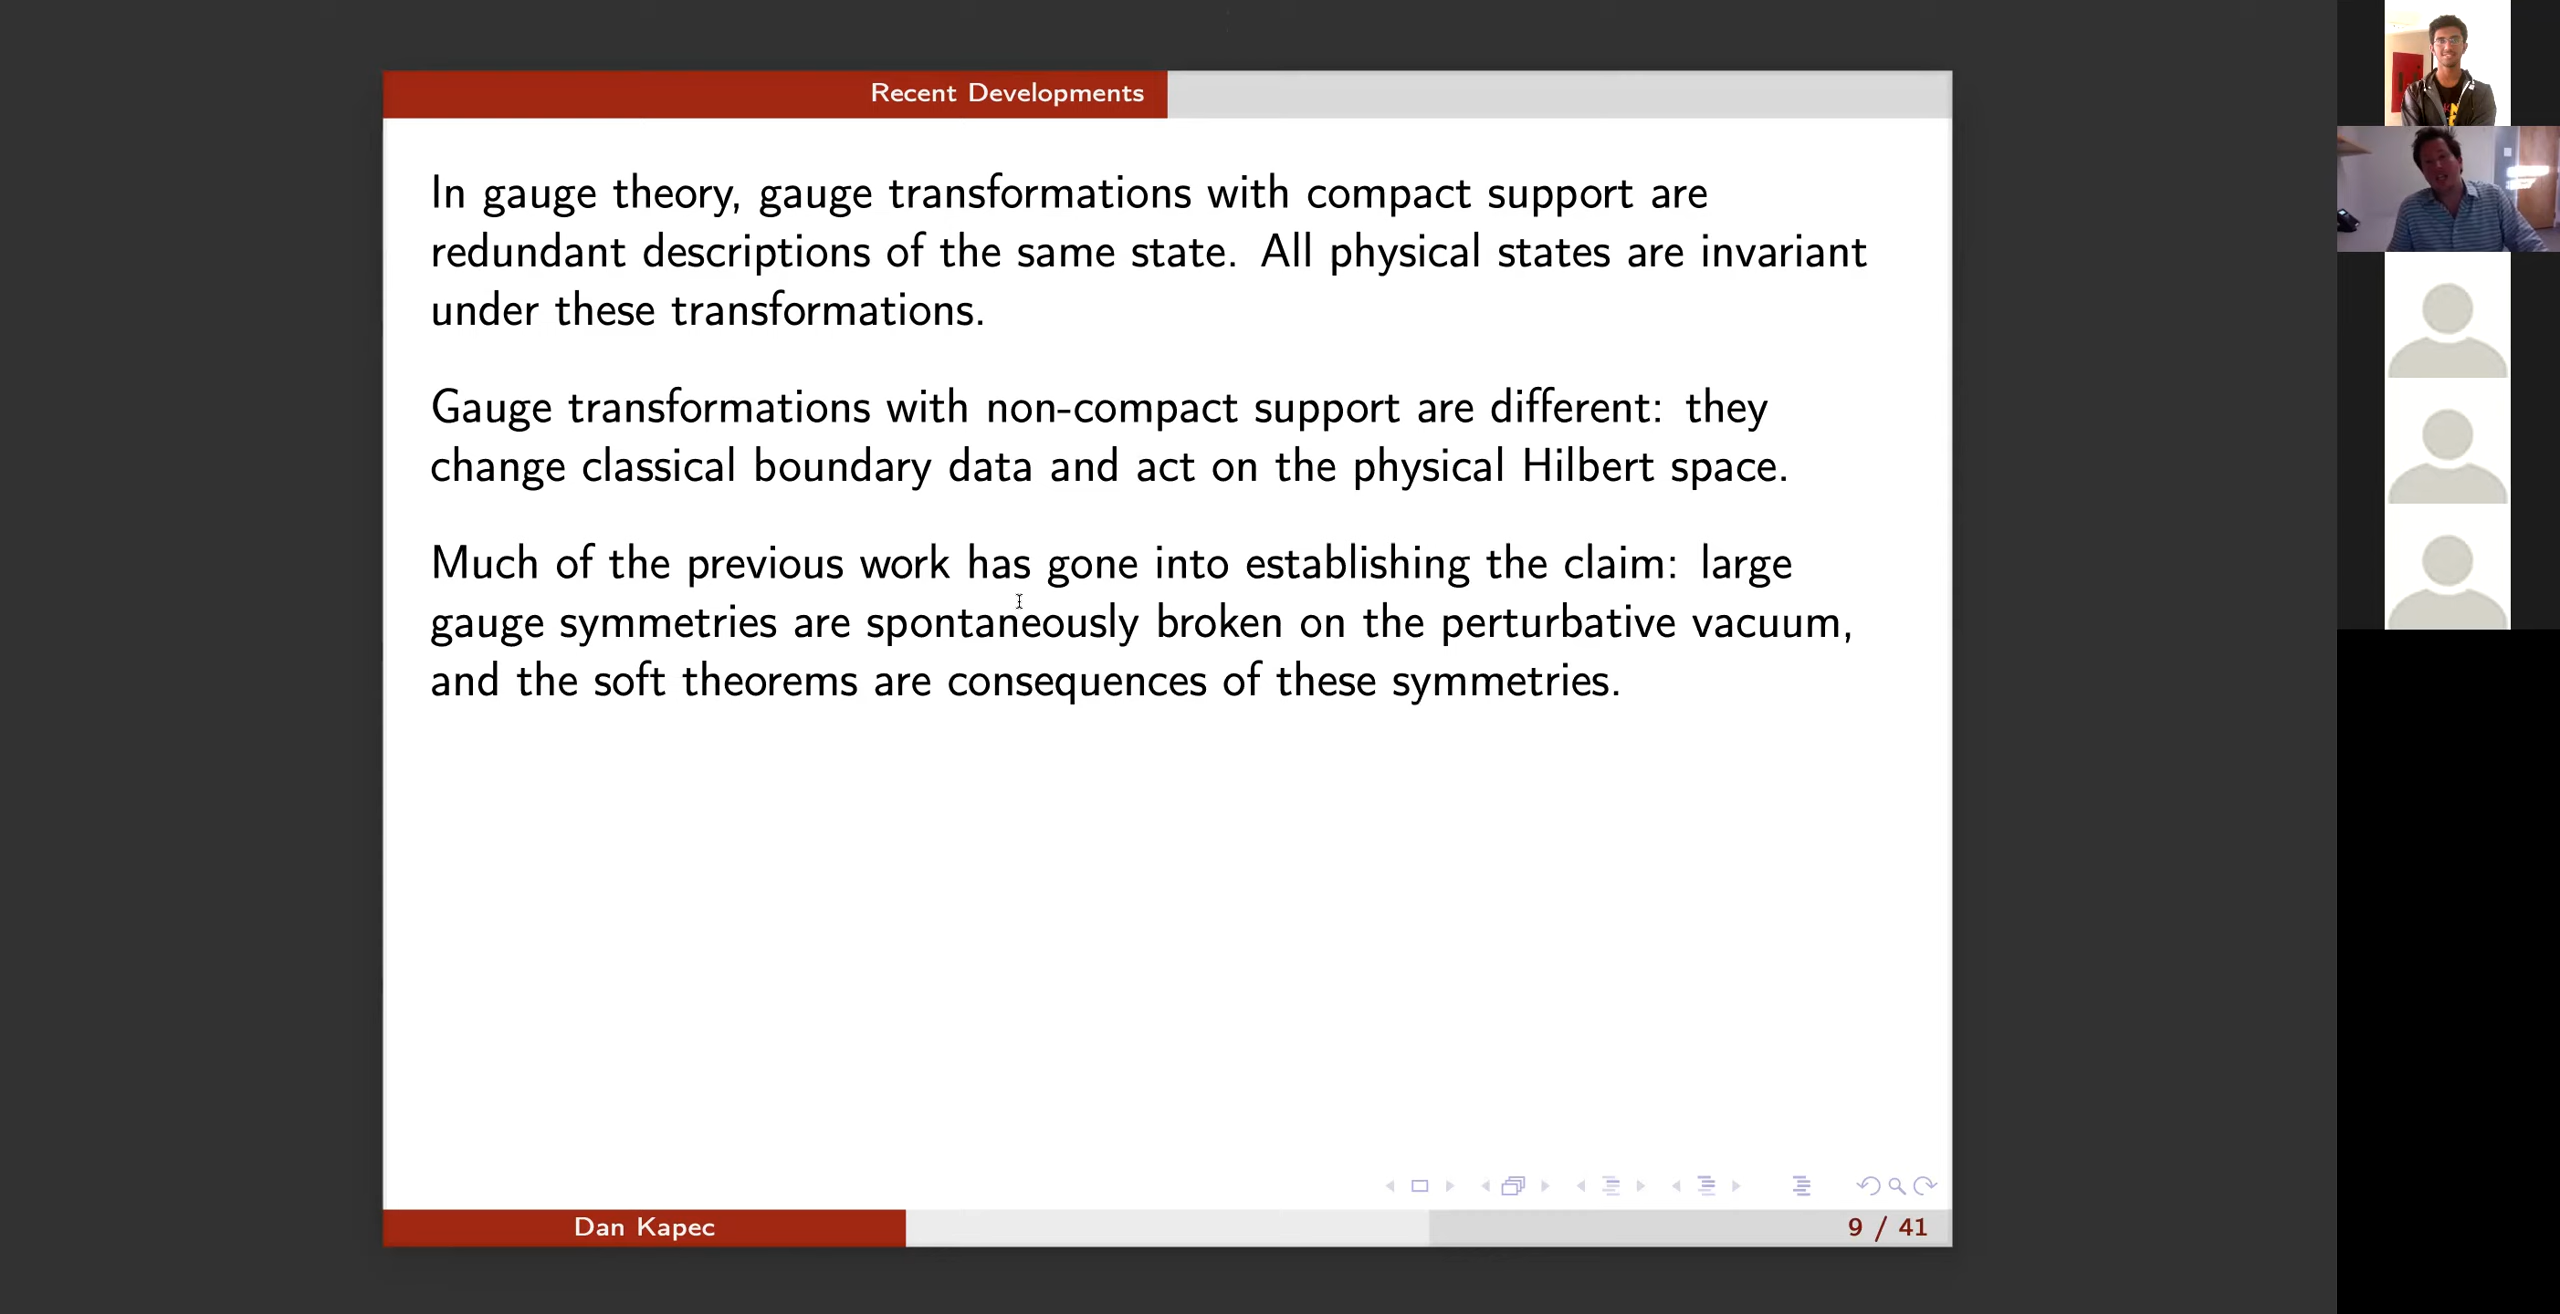 Recent Developments
In gauge theory, gauge transformations with compact support are
redundant descriptions of the same state. All physical states are invariant
under these transformations.
Gauge transformations with non-compact support are different: they
change classical boundary data and act on the physical Hilbert space.
Much of the previous work has gone into establishing the claim: large
gauge symmetries are spontaneously broken on the perturbative vacuum,
and the soft theorems are consequences of these symmetries.
Dan Kapec
9 / 41